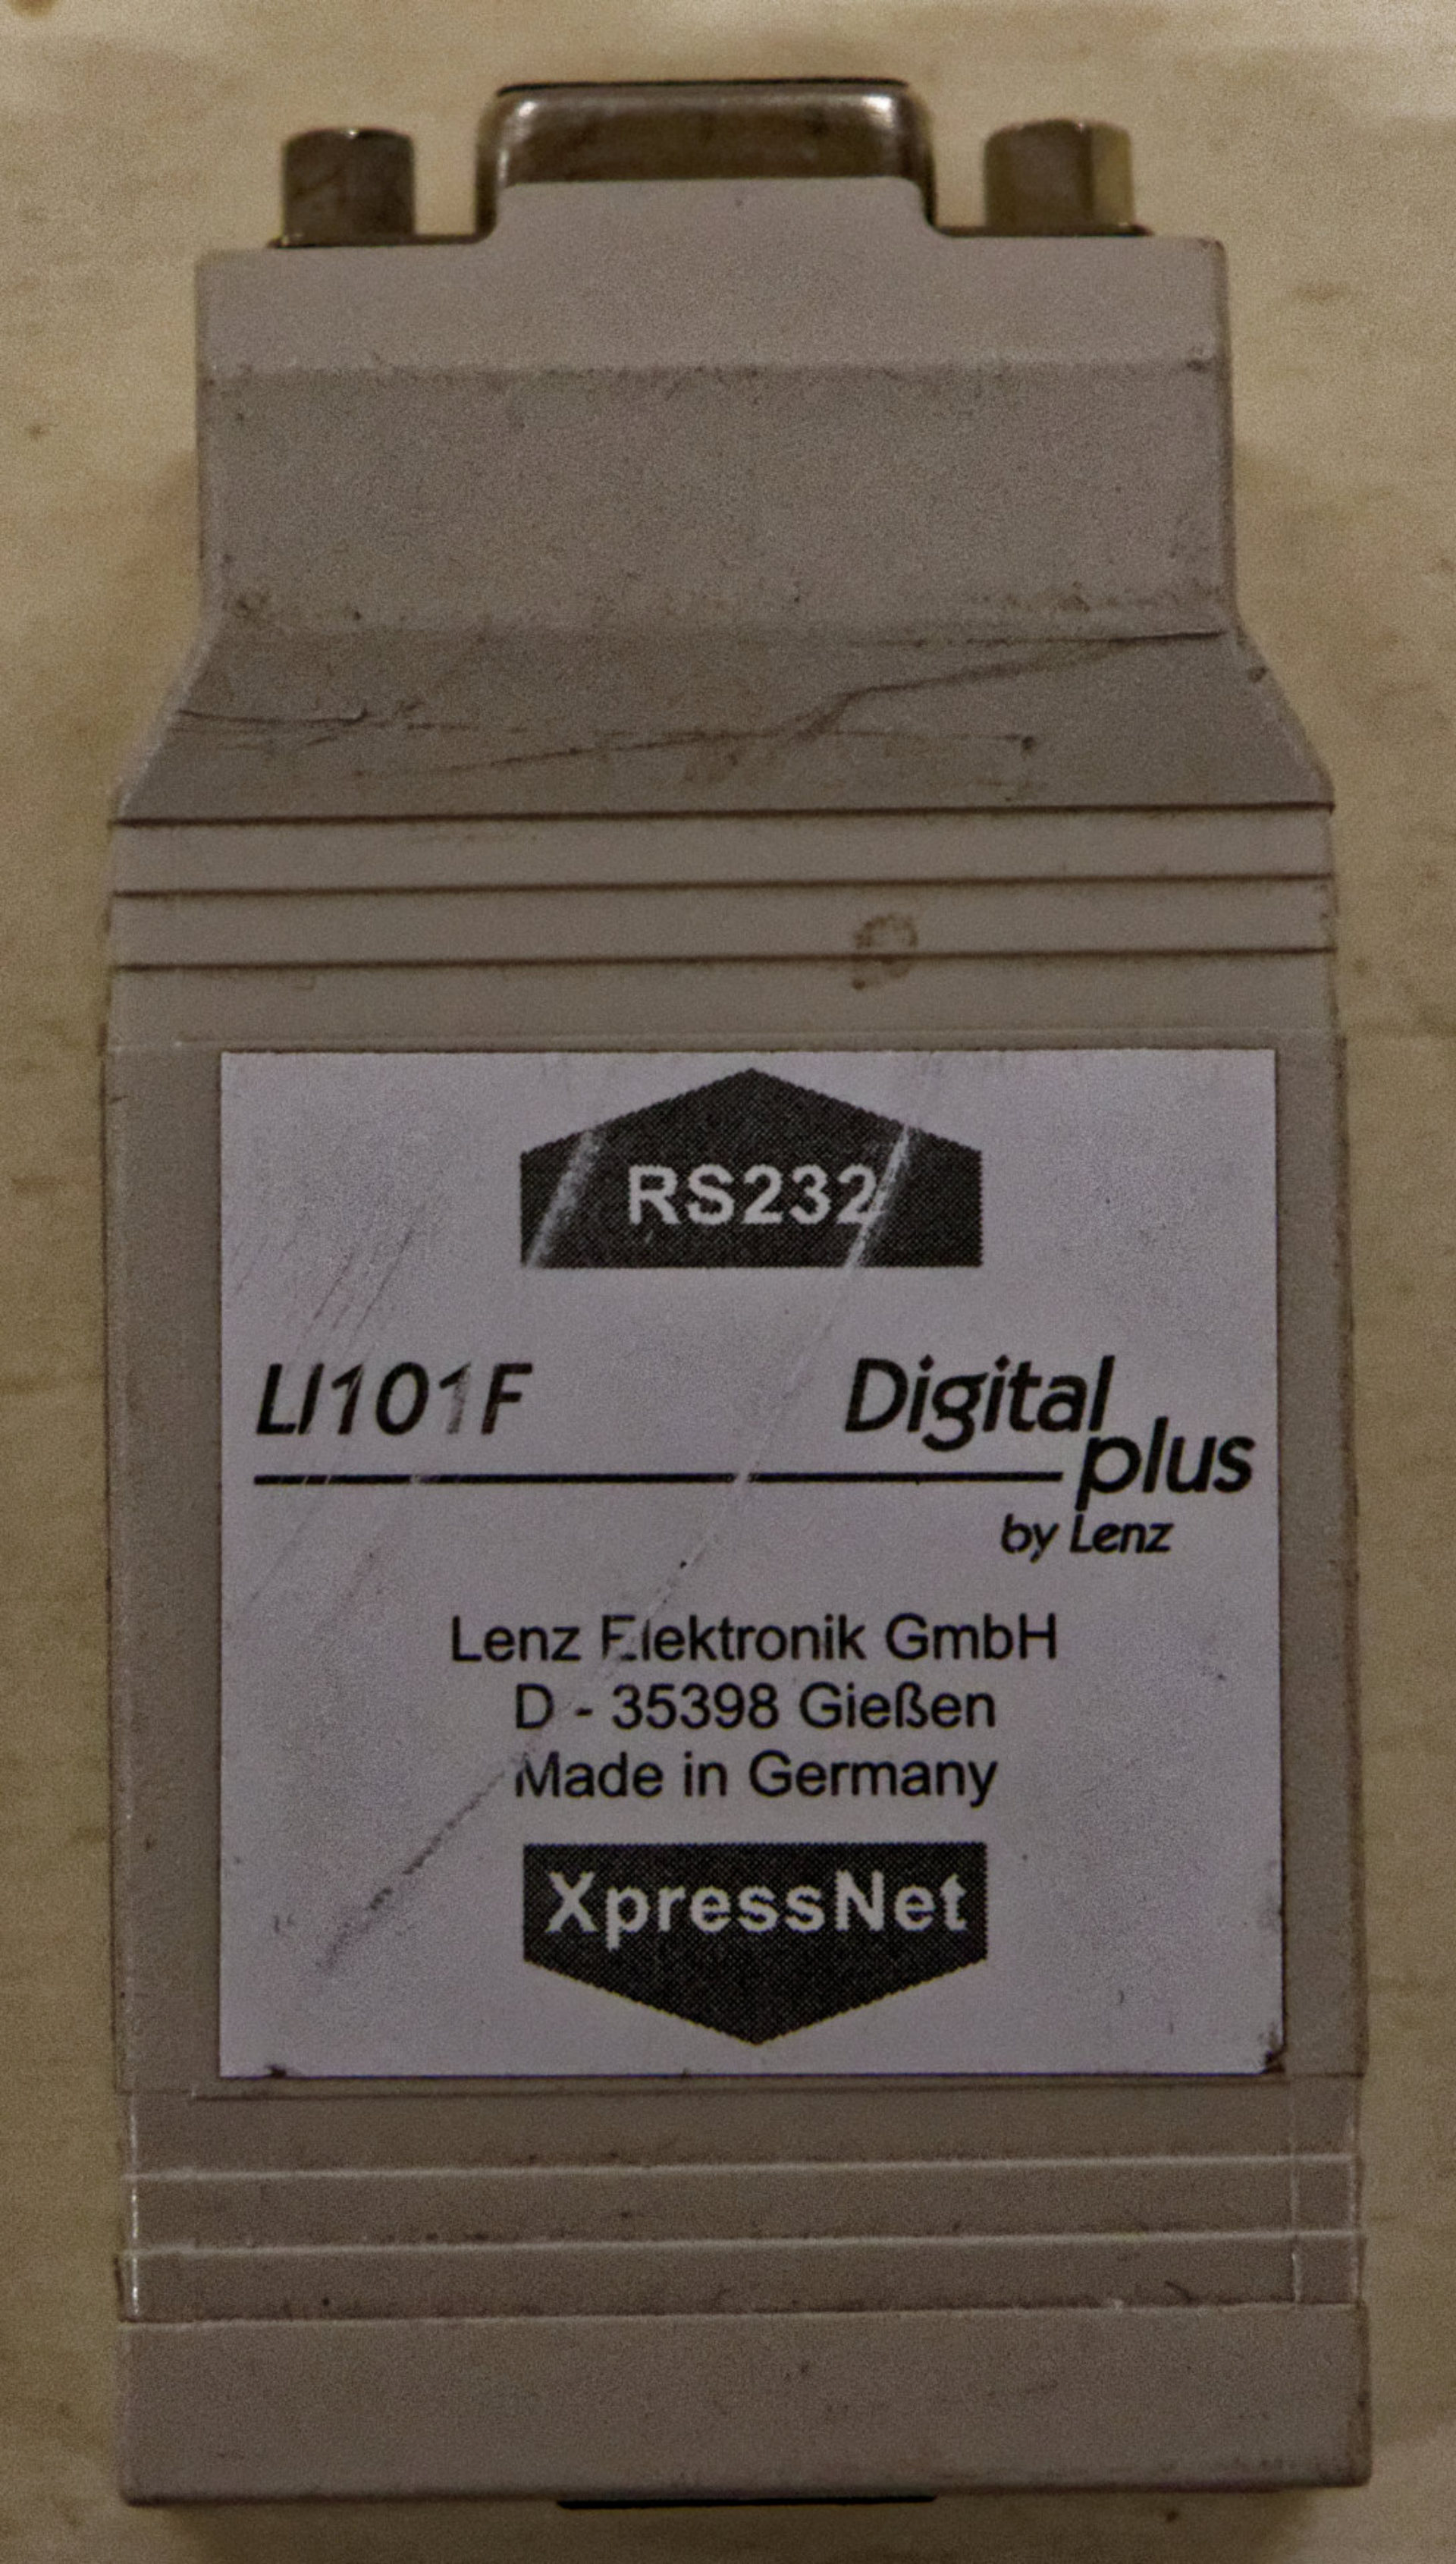 RS232
LI101F
Digital
plus
by Lenz
Lenz Elektronik GmbH
D - 35398 Gießen
Made in Germany
XpressNet